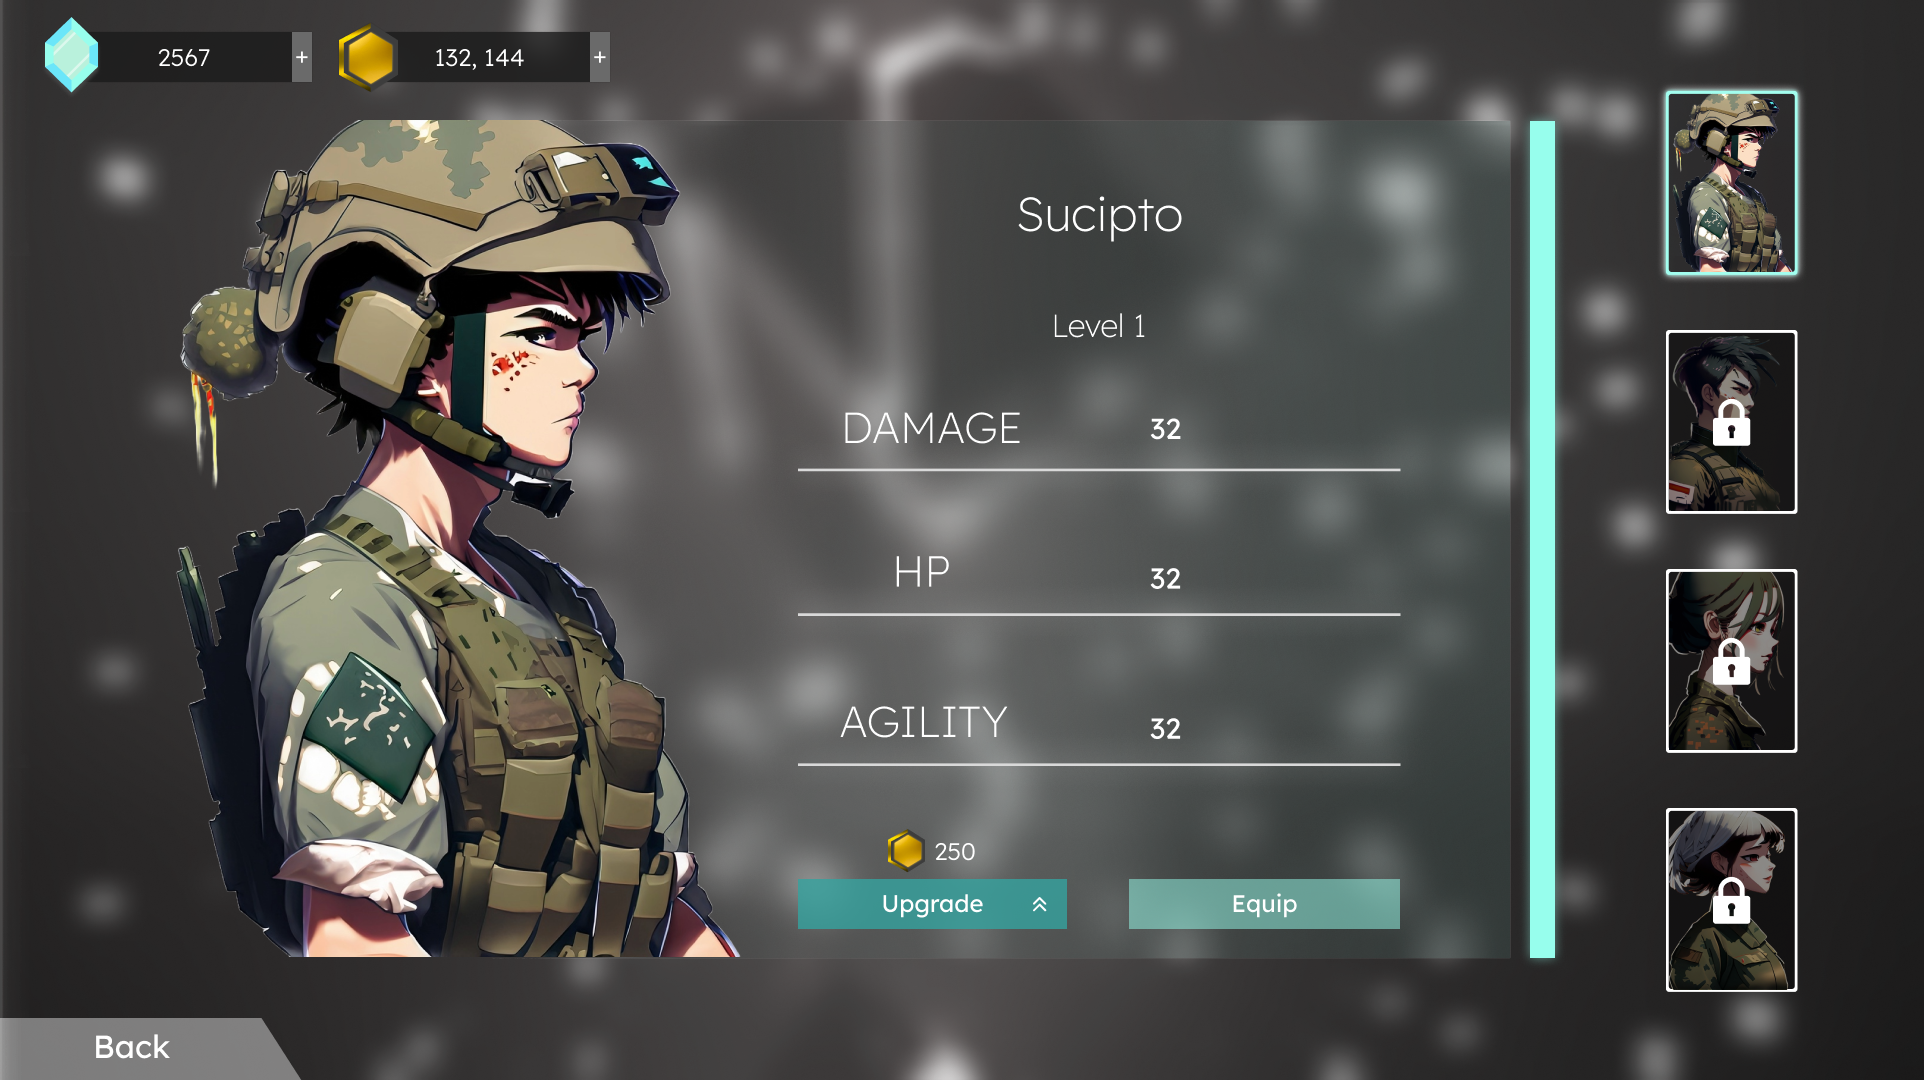 2567 +
132, 144 +
Sucipto
Level 1
DAMAGE 32
HP 32
AGILITY 32
250
Upgrade
Equip
Back